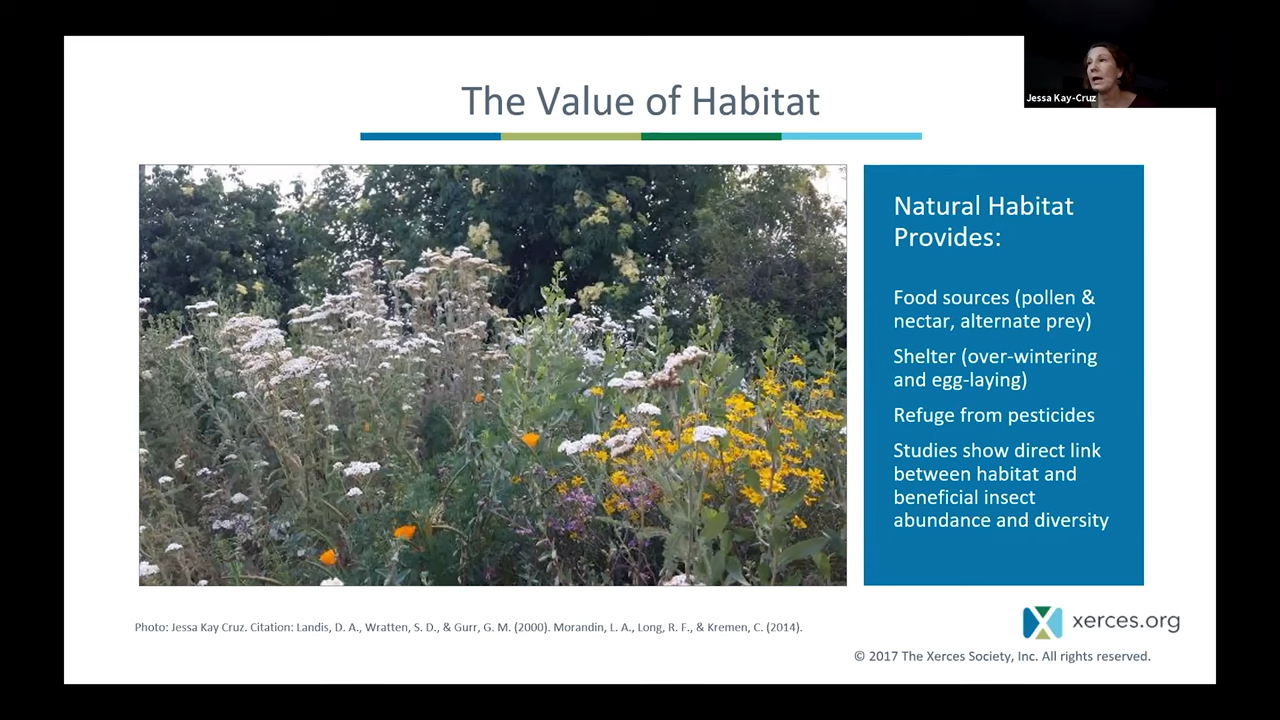 The Value of Habitat
Jessa Kay-Cruz
Natural Habitat
Provides:
Food sources (pollen &
nectar, alternate prey)
Shelter (over-wintering
and egg-laying)
Refuge from pesticides
Studies show direct link
between habitat and
beneficial insect
abundance and diversity
Photo: Jessa Kay Cruz. Citation: Landis, D. A., Wratten, S. D., & Gurr, G. M. (2000). Morandin, L. A., Long, R. F., & Kremen, C. (2014).
xerces.org
© 2017 The Xerces Society, Inc. All rights reserved.